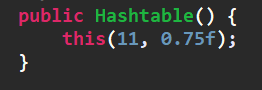 public Hashtable() {
    this(11, 0.75f);
}